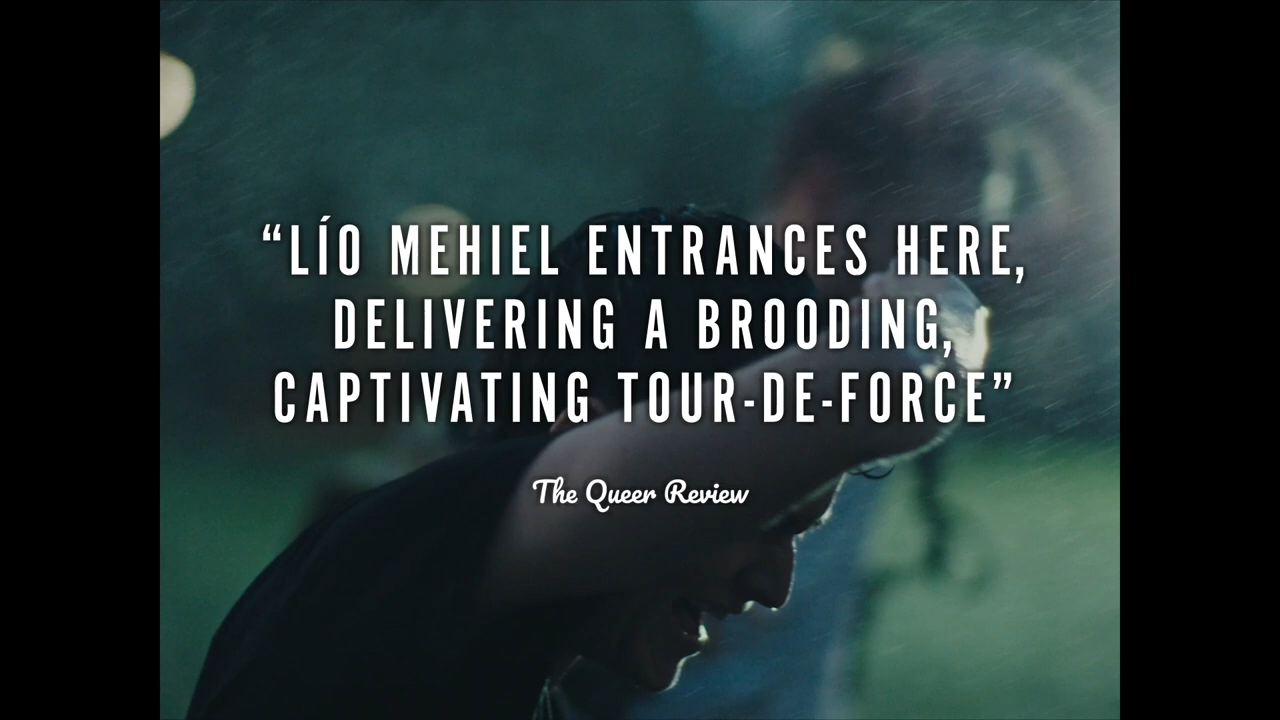 “LÍO MEHIEL ENTRANCES HERE,
DELIVERING A BROODING,
CAPTIVATING TOUR-DE-FORCE”
The Queer Review